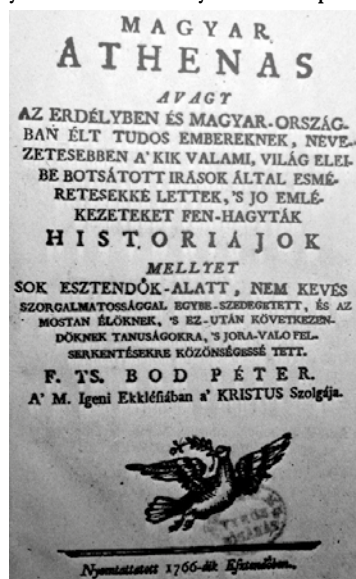 MAGYAR
ATHENAS
AVAGY
AZ ERDÉLYBEN ÉS MAGYAR-ORSZÁG-
BAN ÉLT TUDOS EMBEREKNEK, NEVE-
ZETESEBBEN A' KIK VALAMI, VILÁG ELEI-
BE BOTSÁTOTT IRÁSOK ÁLTAL ESMÉ-
RETESEKKÉ LETTEK, 'S JO EMLÉ-
KEZETEKET FEN-HAGYTÁK
HISTORIÁJOK
MELLYET
SOK ESZTENDŐK-ALATT, NEM KEVÉS
SZORGALMATOSSÁGGAL EGYBE-SZEDEGETETT, ÉS AZ
MOSTAN ÉLŐKNEK, 'S EZ-UTÁN KÖVETKEZEN-
DŐKNEK TANUSÁGOKRA, 'S JORA-VALO FEL-
SERKENTÉSEKRE KÖZÖNSÉGESSÉ TETT.
F. TS. BOD PÉTER.
A' M. Igeni Ekkléſiában a' KRISTUS Szolgája.
Nyomtattatott 1766-dik Eſztendőben.